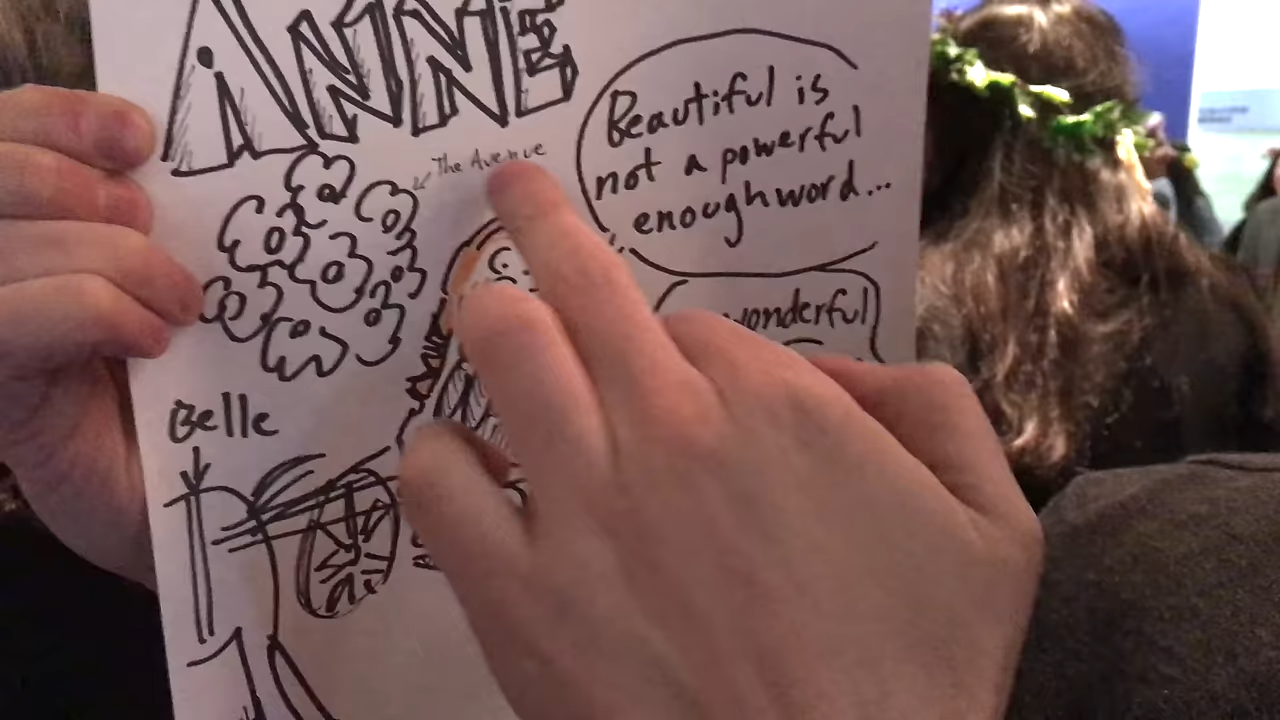 ANNE
The Avenue
Beautiful is
not a powerful
enough word...
wonderful
Belle